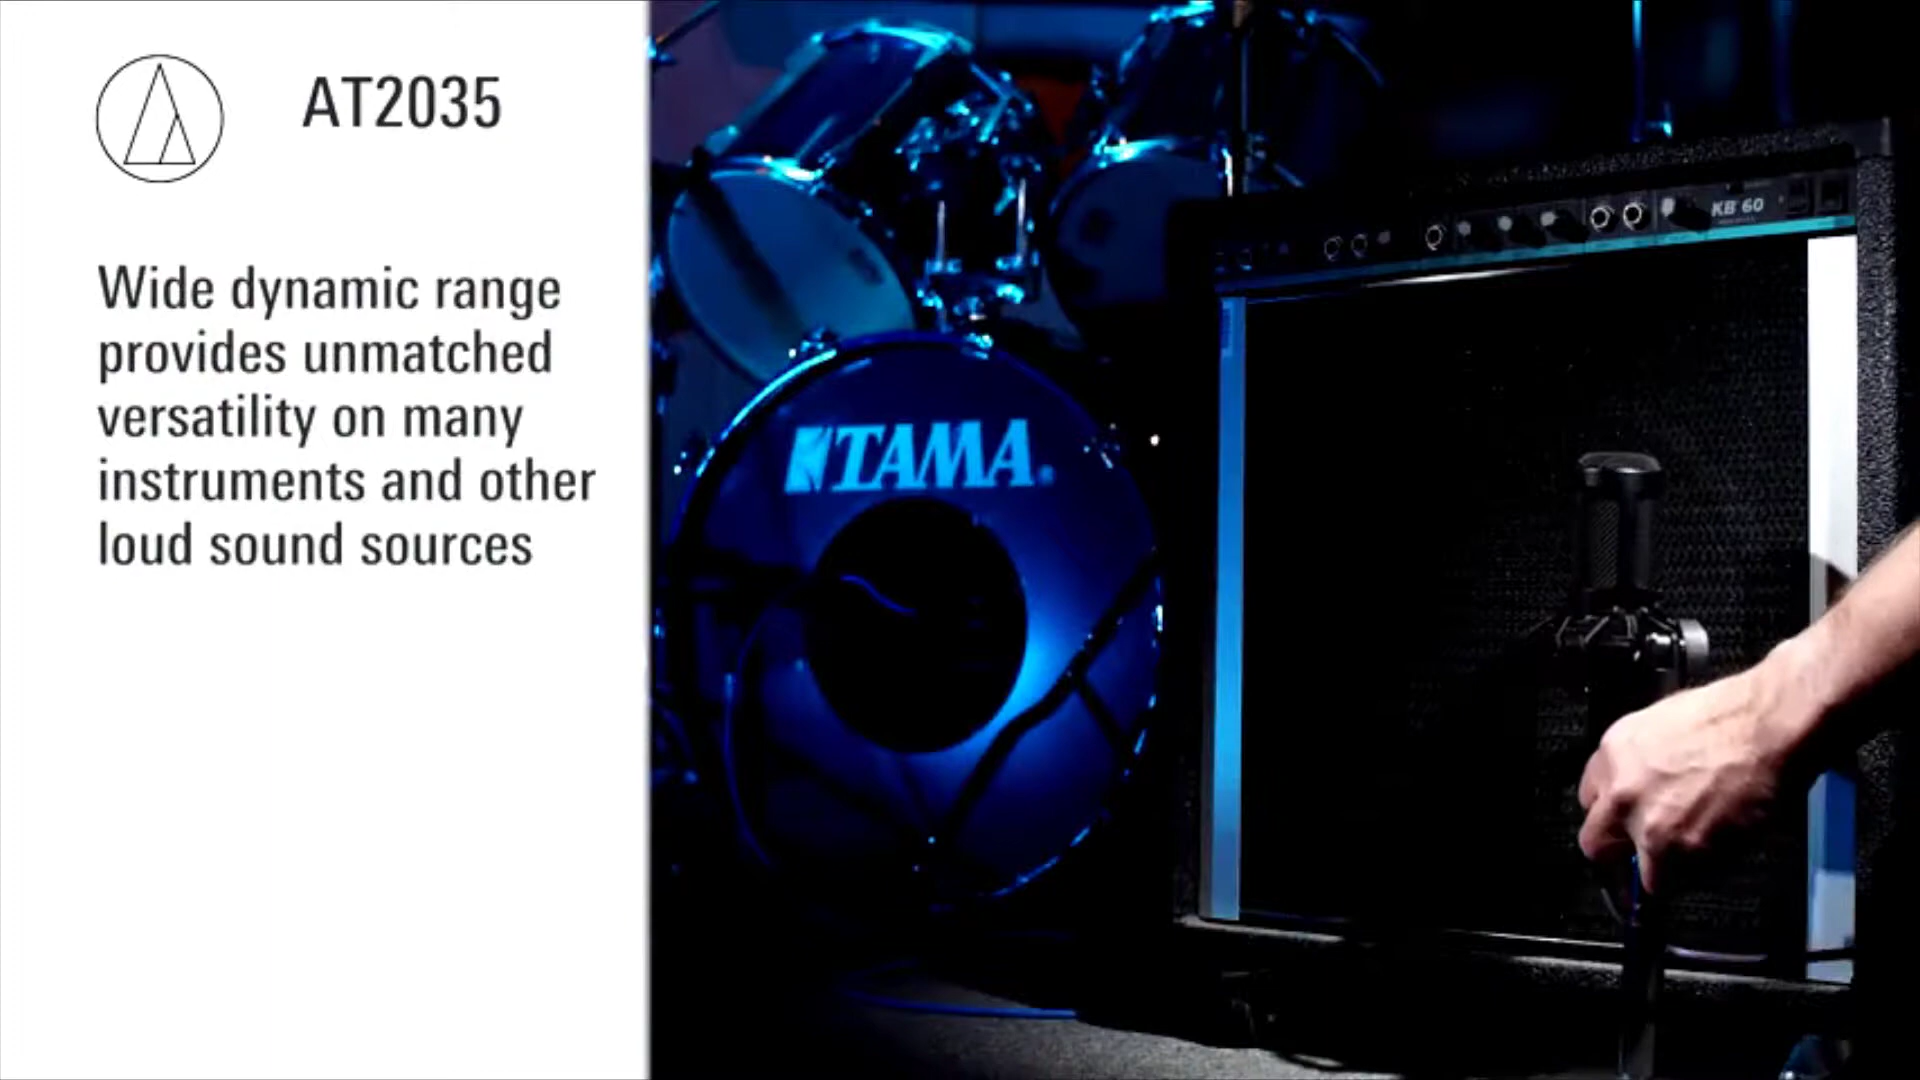 AT2035
Wide dynamic range
provides unmatched
versatility on many
instruments and other
loud sound sources
TAMA
KB 60